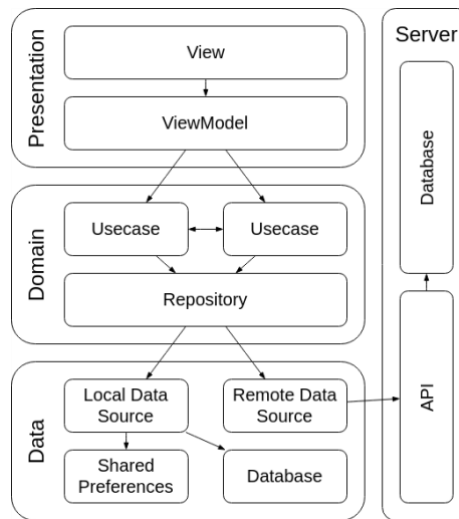 Presentation
View
ViewModel
Domain
Usecase
Usecase
Repository
Data
Local Data
Source
Remote Data
Source
Shared
Preferences
Database
Server
Database
API